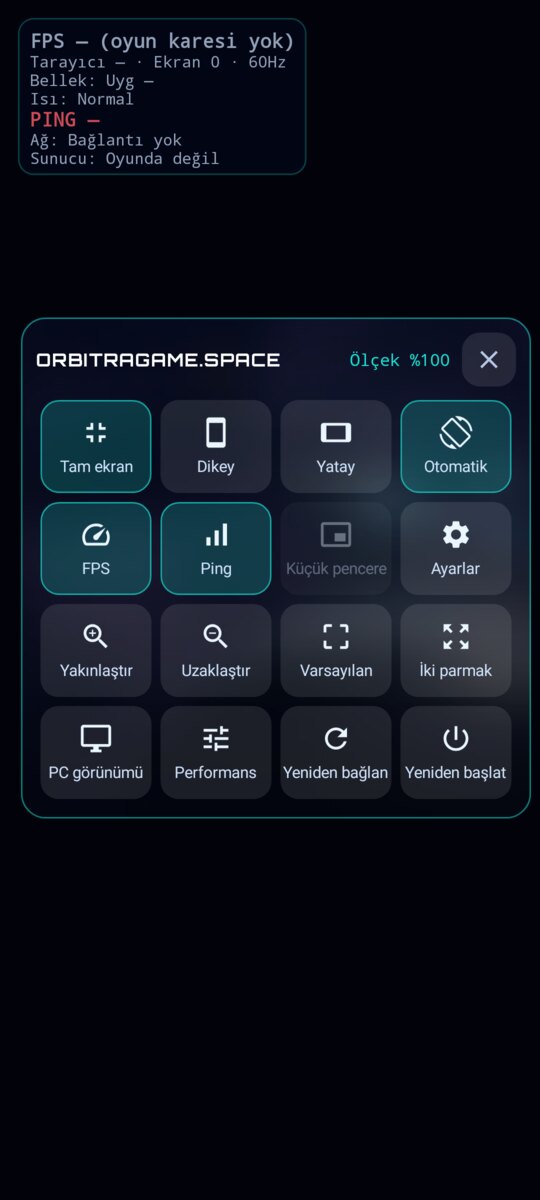 FPS — (oyun karesi yok)
Tarayıcı — · Ekran 0 · 60Hz
Bellek: Uyg —
Isı: Normal
PING —
Ağ: Bağlantı yok
Sunucu: Oyunda değil
ORBITRAGAME.SPACE
Ölçek %100
Tam ekran
Dikey
Yatay
Otomatik
FPS
Ping
Küçük pencere
Ayarlar
Yakınlaştır
Uzaklaştır
Varsayılan
İki parmak
PC görünümü
Performans
Yeniden bağlan
Yeniden başlat